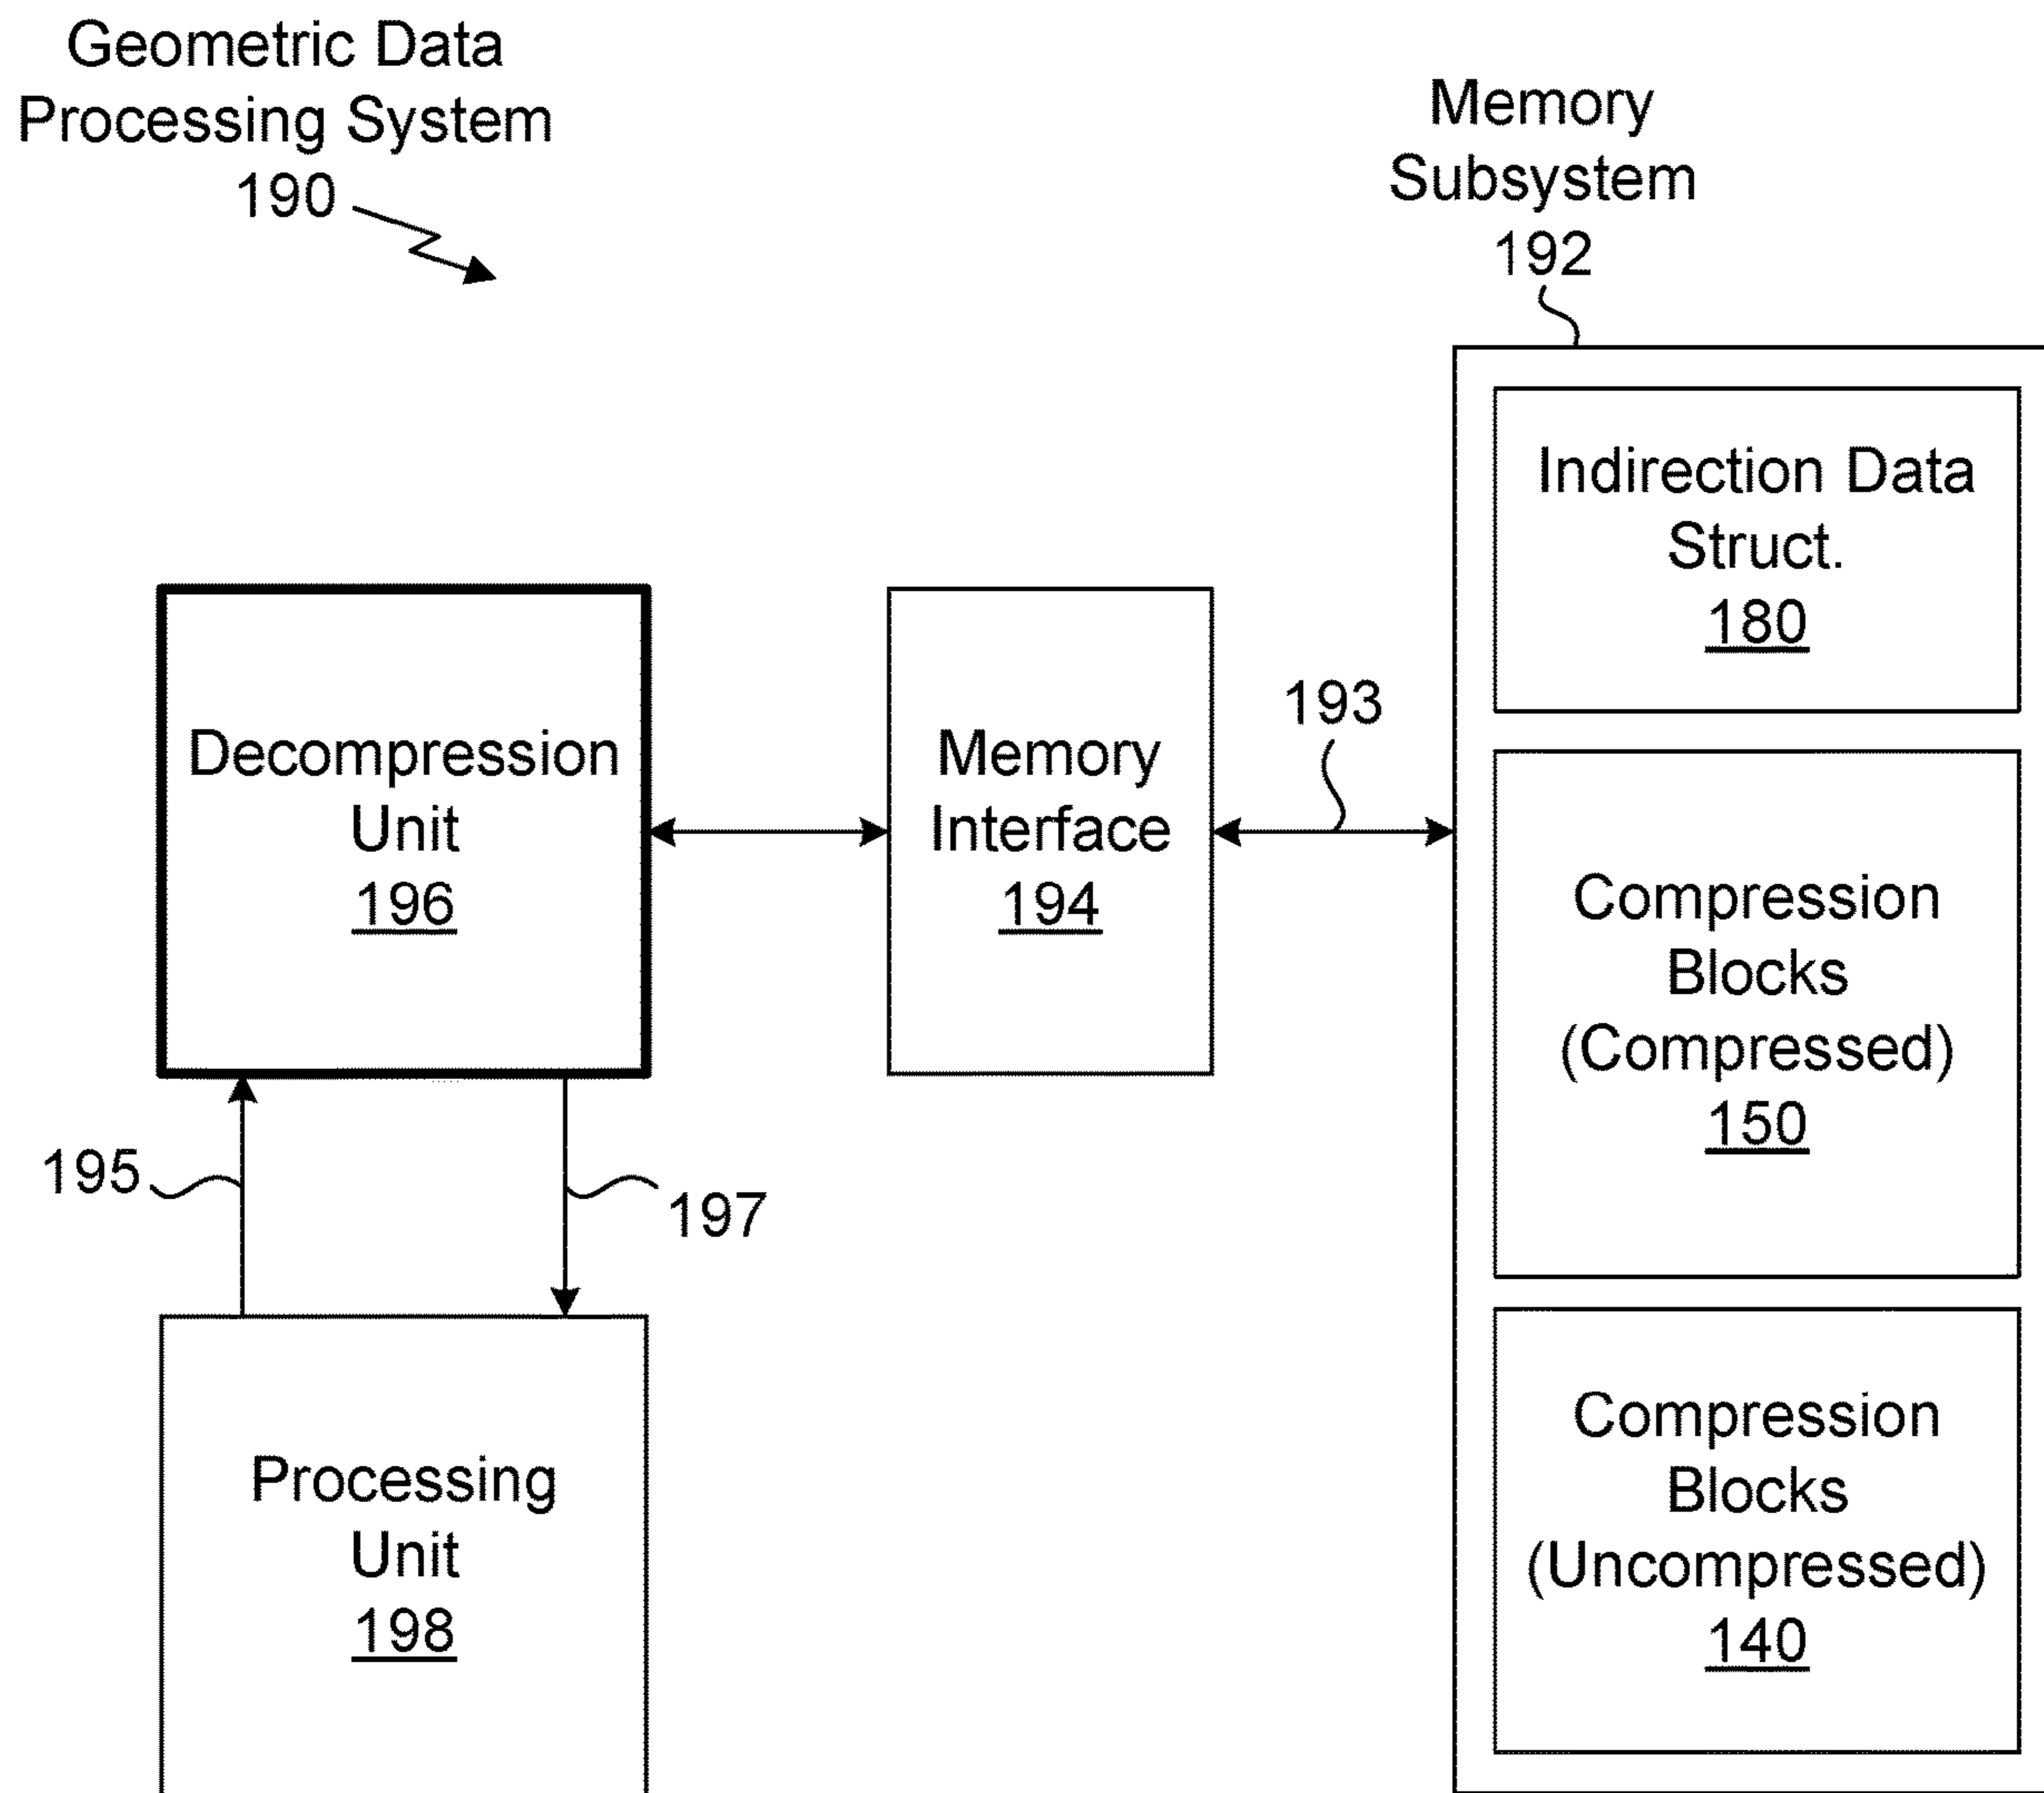 Geometric Data
Processing System
190
Memory
Subsystem
192
Indirection Data
Struct.
180
193
Decompression
Unit
196
Memory
Interface
194
Compression
Blocks
(Compressed)
150
195
197
Processing
Unit
198
Compression
Blocks
(Uncompressed)
140